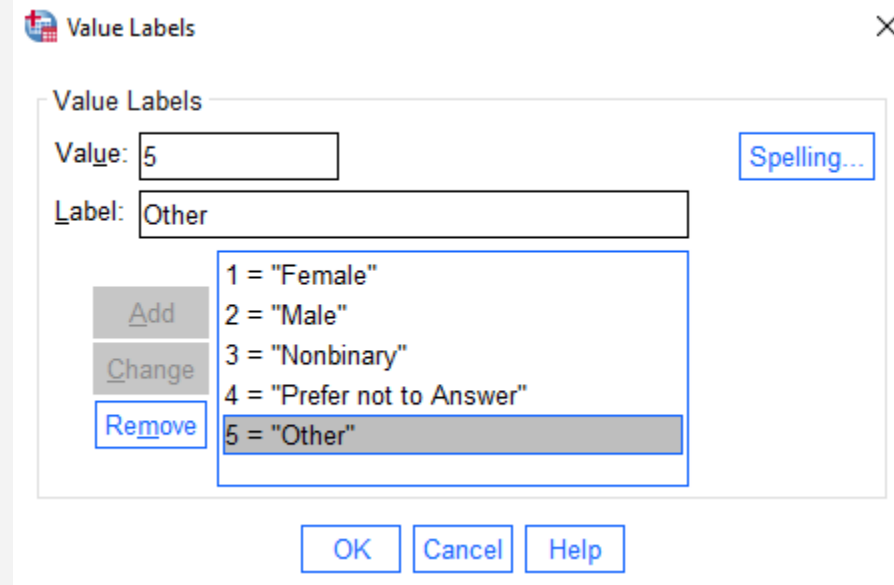 Value Labels
Value Labels
Value: 5
Spelling...
Label: Other
1 = "Female"
Add
2 = "Male"
Change
3 = "Nonbinary"
4 = "Prefer not to Answer"
Remove
5 = "Other"
OK Cancel Help